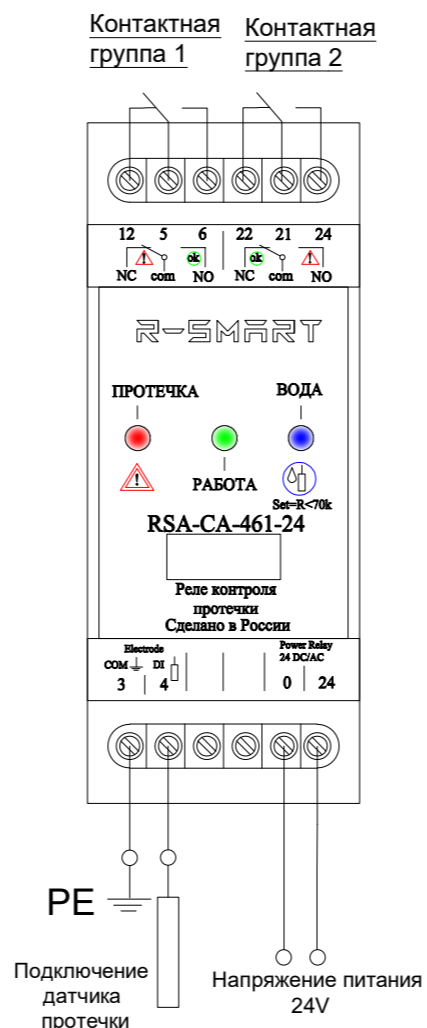 Контактная
группа 1
Контактная
группа 2
12 5 6 22 21 24
ok ok
NC com NO NC com NO
R-SMART
ПРОТЕЧКА
ВОДА
РАБОТА
Set=R<70k
RSA-CA-461-24
Реле контроля
протечки
Сделано в России
Electrode
COM DI
3 4
Power Relay
24 DC/AC
0 24
PE
Подключение
датчика
протечки
Напряжение питания
24V